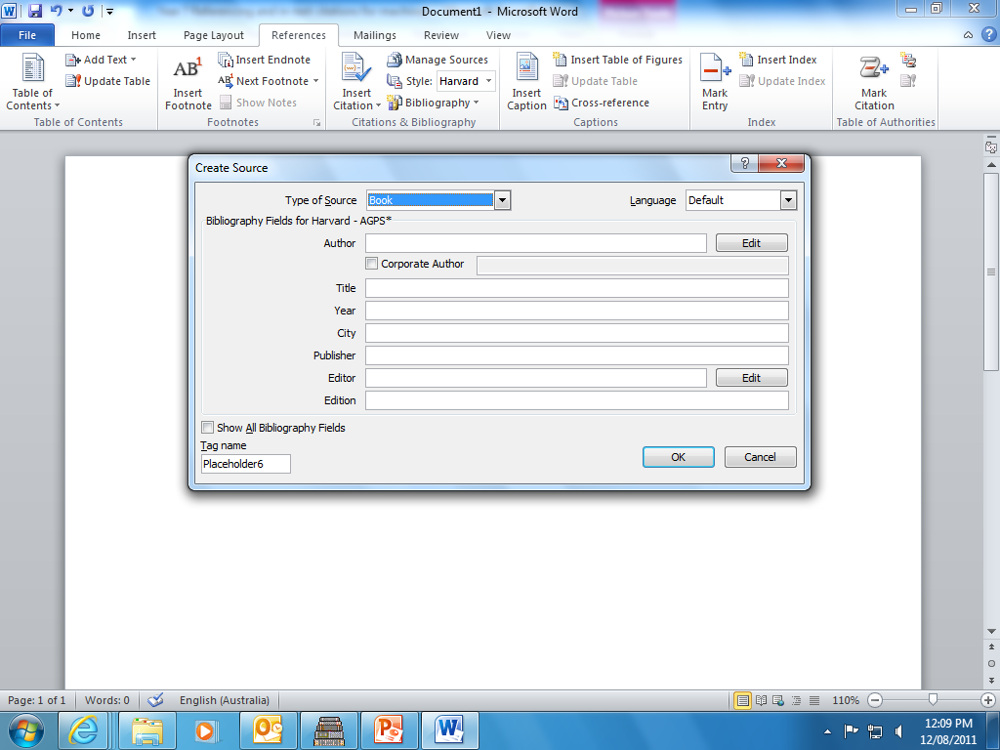 Document1 - Microsoft Word
File Home Insert Page Layout References Mailings Review View
Table of Contents
Add Text
Update Table
Table of Contents
AB1
Insert Footnote
Insert Endnote
AB1 Next Footnote
Show Notes
Footnotes
Insert Citation
Manage Sources
Style: Harvard
Bibliography
Citations & Bibliography
Insert Caption
Insert Table of Figures
Update Table
Cross-reference
Captions
Mark Entry
Insert Index
Update Index
Index
Mark Citation
Table of Authorities
Create Source
Type of Source Book Language Default
Bibliography Fields for Harvard - AGPS*
Author Edit
Corporate Author
Title
Year
City
Publisher
Editor Edit
Edition
Show All Bibliography Fields
Tag name
Placeholder6
OK Cancel
Page: 1 of 1 Words: 0 English (Australia) 110%
12:09 PM
12/08/2011